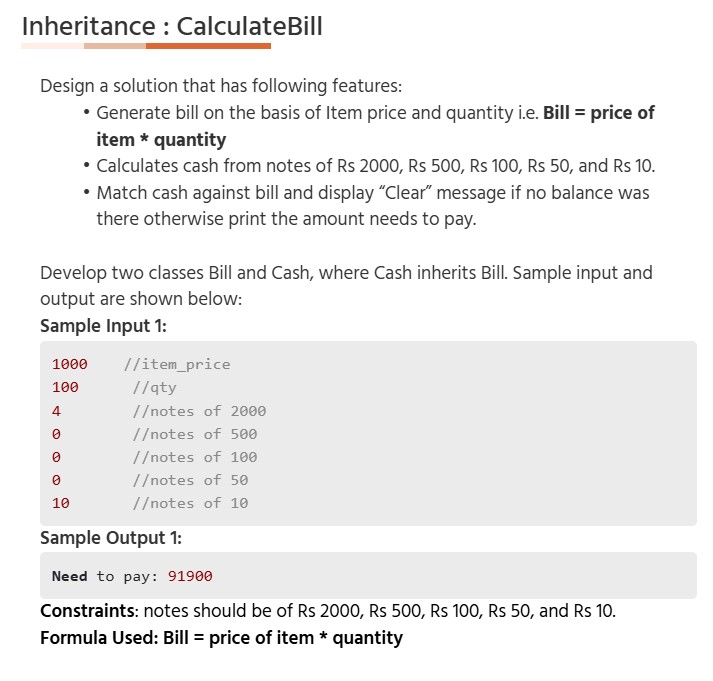 Inheritance : CalculateBill
Design a solution that has following features:
• Generate bill on the basis of Item price and quantity i.e. Bill = price of
item * quantity
• Calculates cash from notes of Rs 2000, Rs 500, Rs 100, Rs 50, and Rs 10.
• Match cash against bill and display “Clear” message if no balance was
there otherwise print the amount needs to pay.
Develop two classes Bill and Cash, where Cash inherits Bill. Sample input and
output are shown below:
Sample Input 1:
1000 //item_price
100 //qty
4 //notes of 2000
0 //notes of 500
0 //notes of 100
0 //notes of 50
10 //notes of 10
Sample Output 1:
Need to pay: 91900
Constraints: notes should be of Rs 2000, Rs 500, Rs 100, Rs 50, and Rs 10.
Formula Used: Bill = price of item * quantity